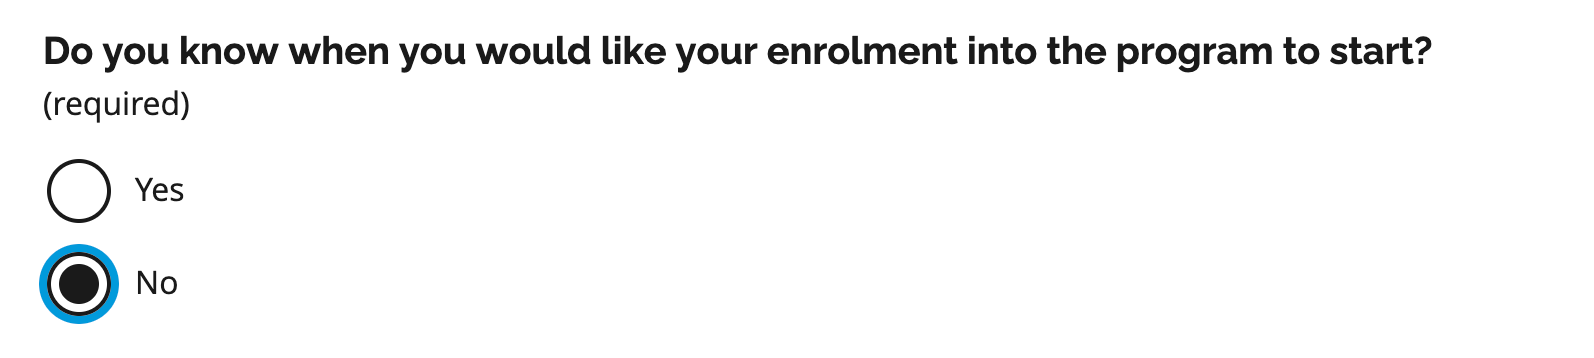 Do you know when you would like your enrolment into the program to start?
(required)
Yes
No